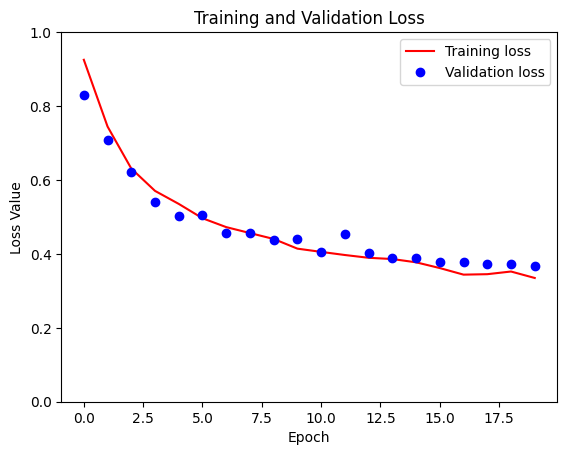 Training and Validation Loss
Training loss
Validation loss
Loss Value
1.0
0.8
0.6
0.4
0.2
0.0
0.0 2.5 5.0 7.5 10.0 12.5 15.0 17.5
Epoch